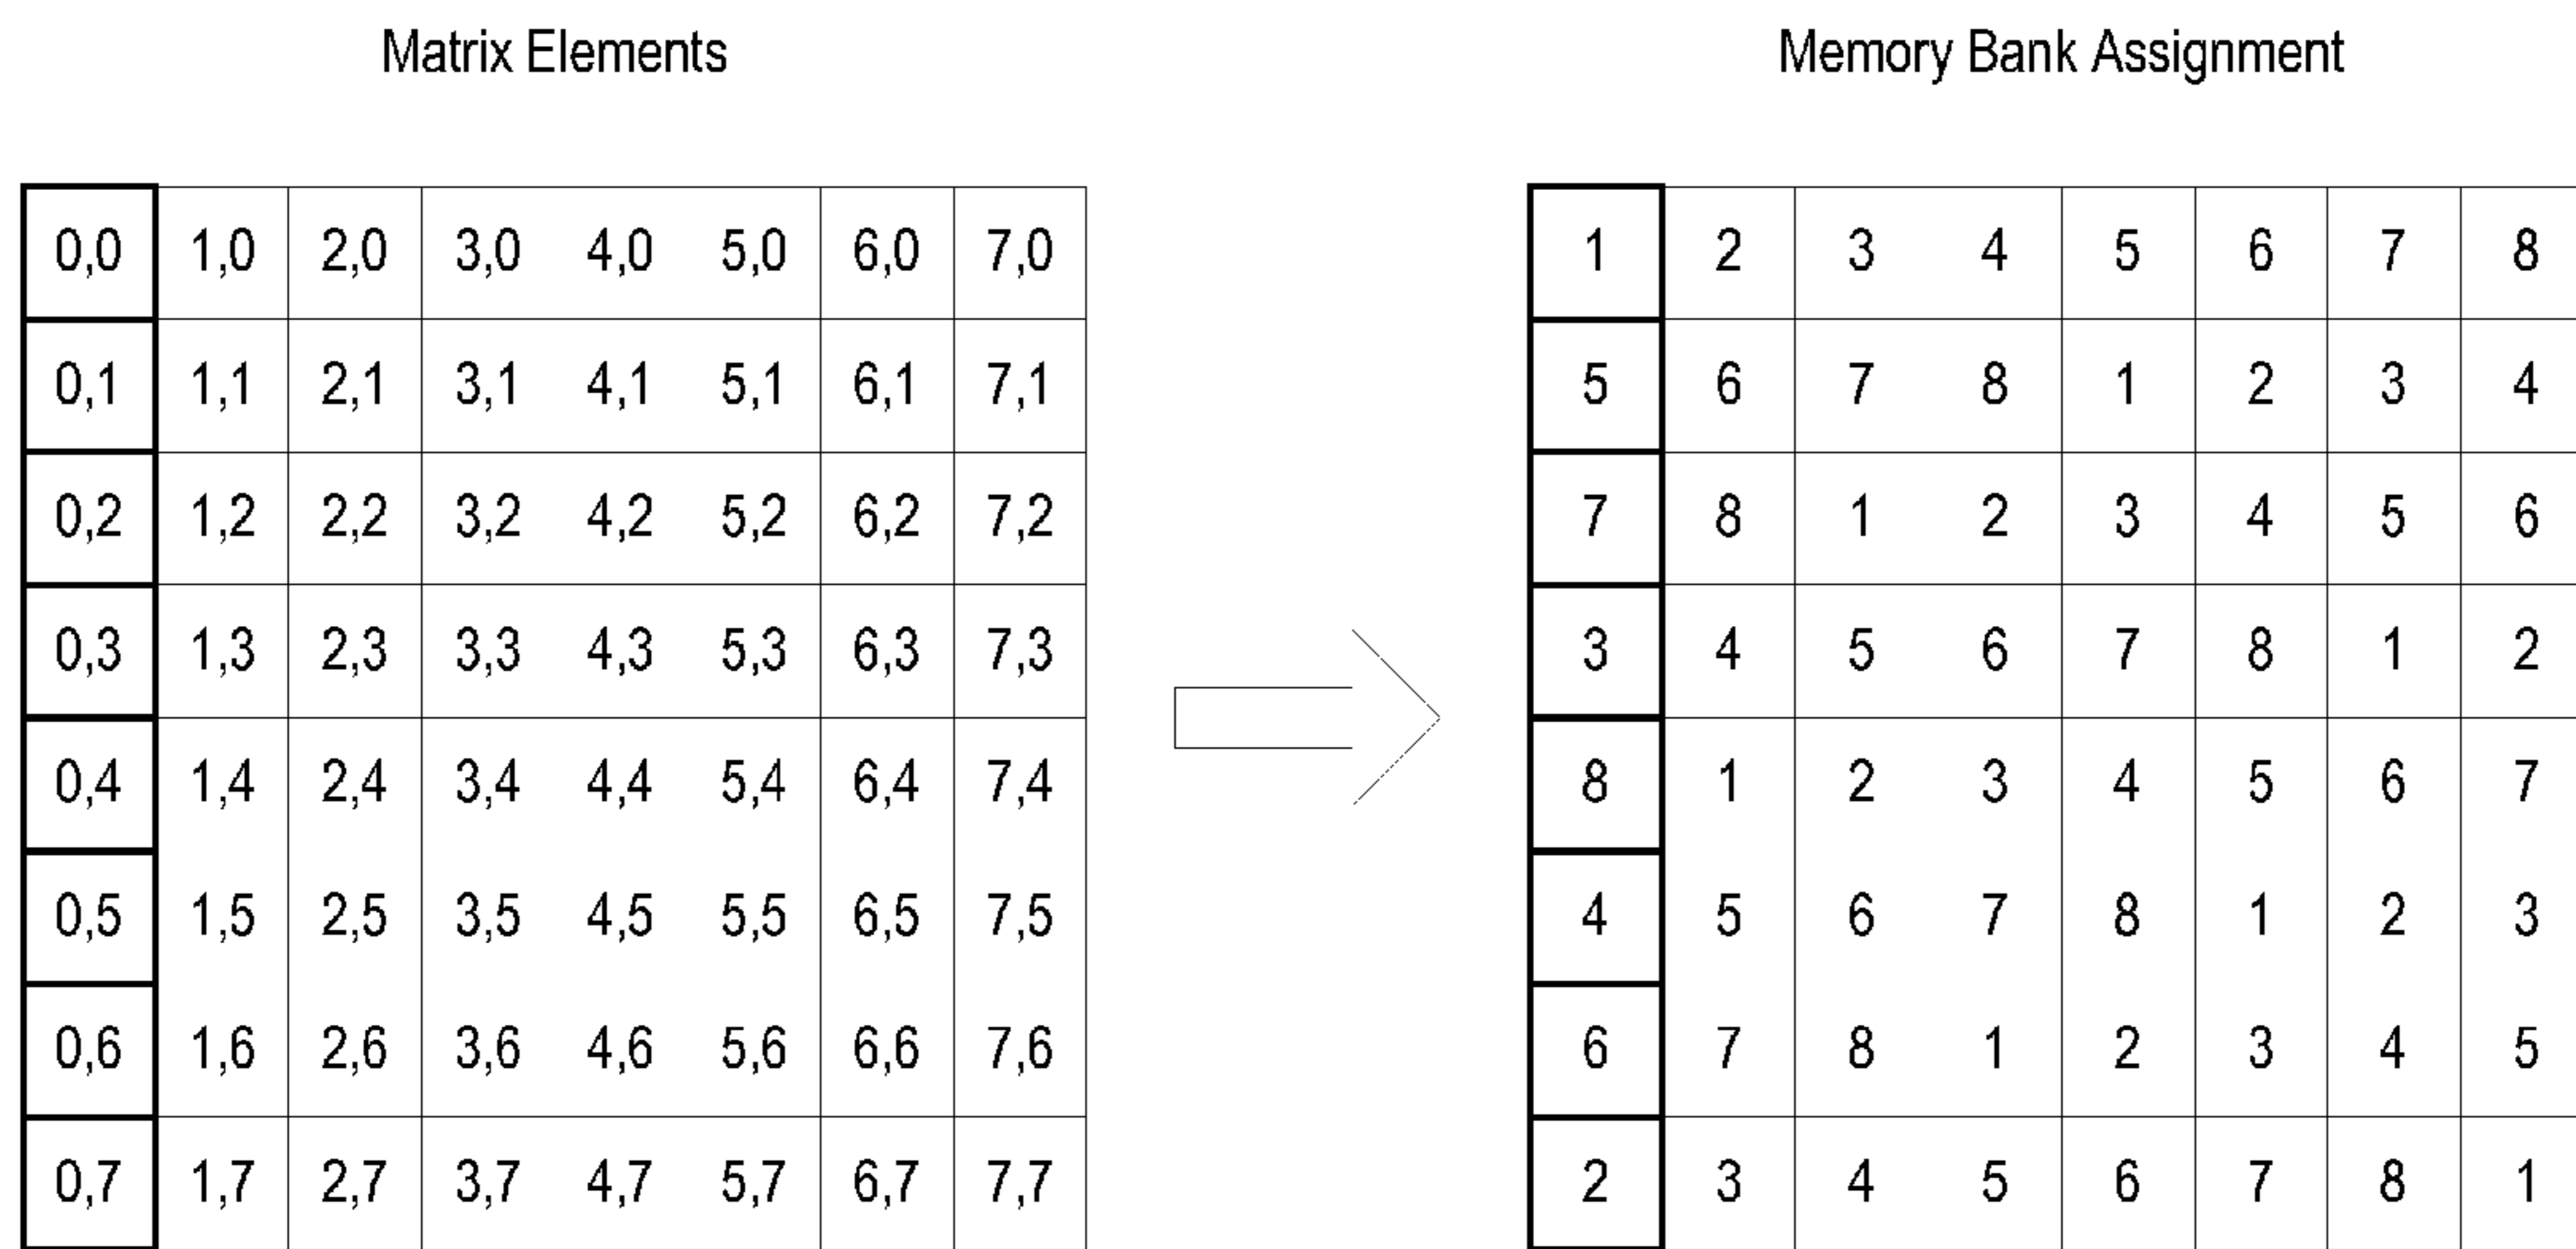 Matrix Elements Memory Bank Assignment
0,0 1,0 2,0 3,0 4,0 5,0 6,0 7,0 1 2 3 4 5 6 7 8
0,1 1,1 2,1 3,1 4,1 5,1 6,1 7,1 5 6 7 8 1 2 3 4
0,2 1,2 2,2 3,2 4,2 5,2 6,2 7,2 7 8 1 2 3 4 5 6
0,3 1,3 2,3 3,3 4,3 5,3 6,3 7,3 3 4 5 6 7 8 1 2
0,4 1,4 2,4 3,4 4,4 5,4 6,4 7,4 8 1 2 3 4 5 6 7
0,5 1,5 2,5 3,5 4,5 5,5 6,5 7,5 4 5 6 7 8 1 2 3
0,6 1,6 2,6 3,6 4,6 5,6 6,6 7,6 6 7 8 1 2 3 4 5
0,7 1,7 2,7 3,7 4,7 5,7 6,7 7,7 2 3 4 5 6 7 8 1